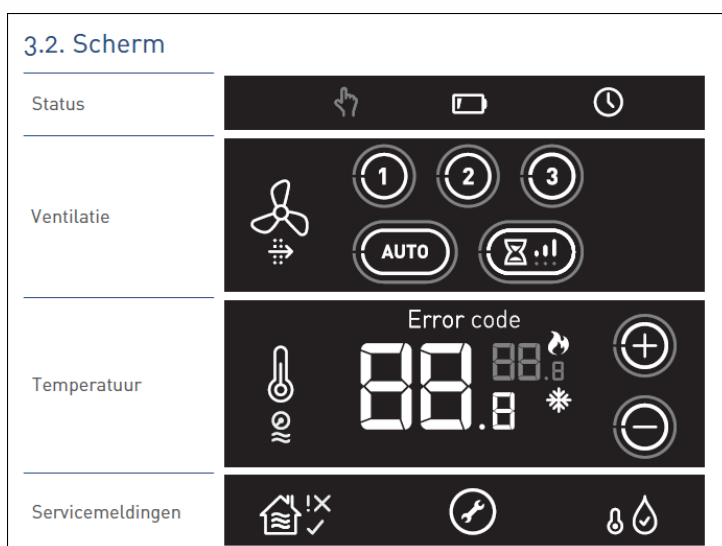 3.2. Scherm
Status
Ventilatie
1 2 3
AUTO
Error code
Temperatuur
88.8 88.8
Servicemeldingen